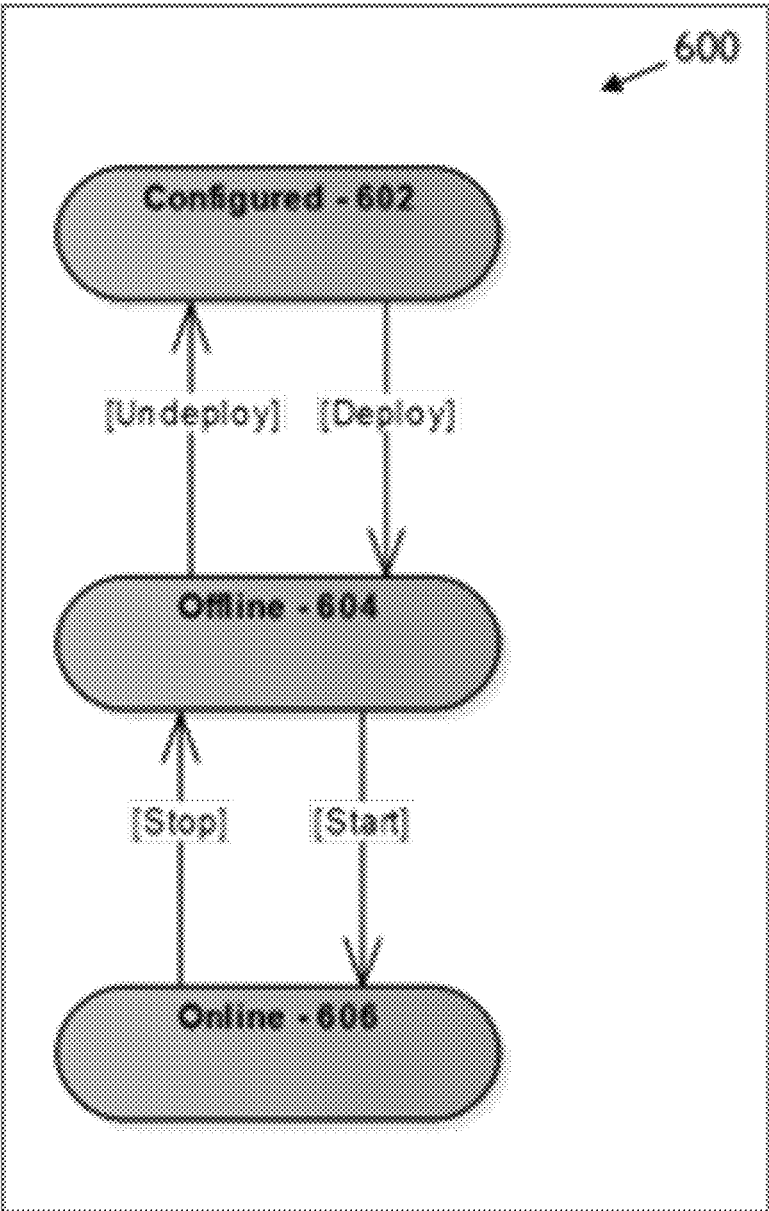 600
Configured - 602
[Undeploy] [Deploy]
Offline - 604
[Stop] [Start]
Online - 606